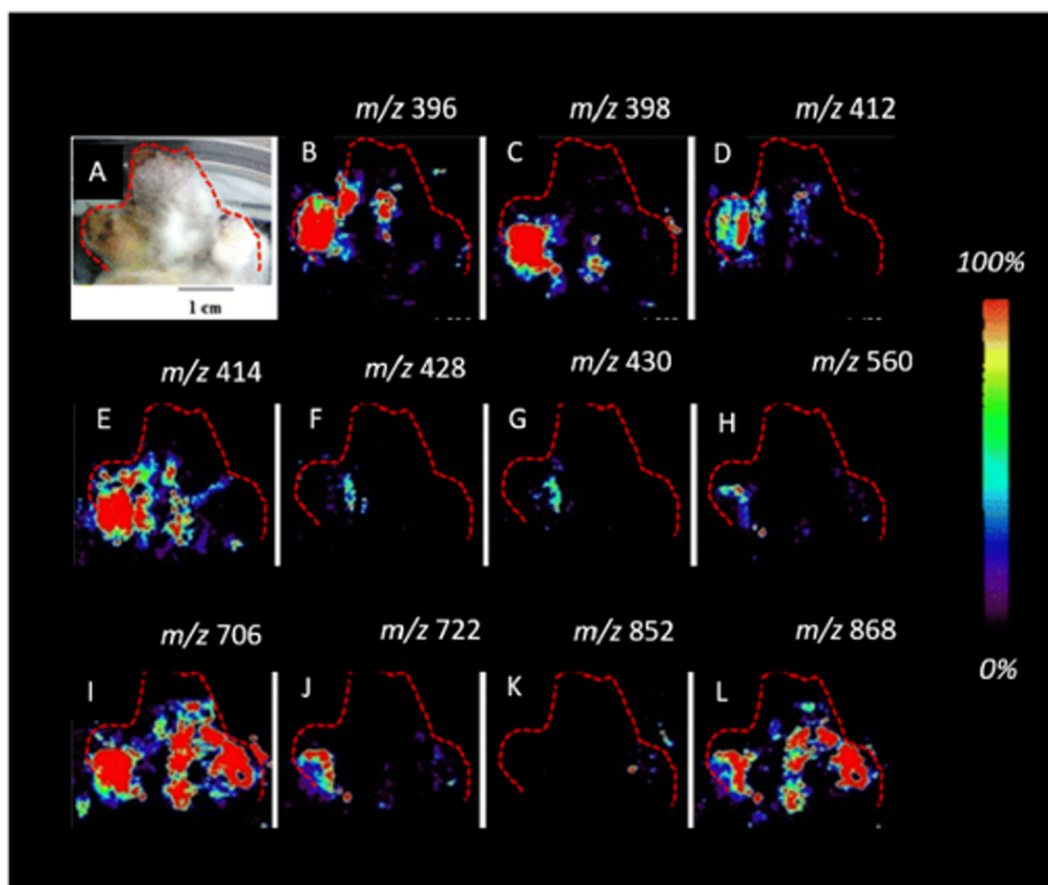 m/z 396 m/z 398 m/z 412
A B C D
1 cm
100%
m/z 414 m/z 428 m/z 430 m/z 560
E F G H
m/z 706 m/z 722 m/z 852 m/z 868
0%
I J K L